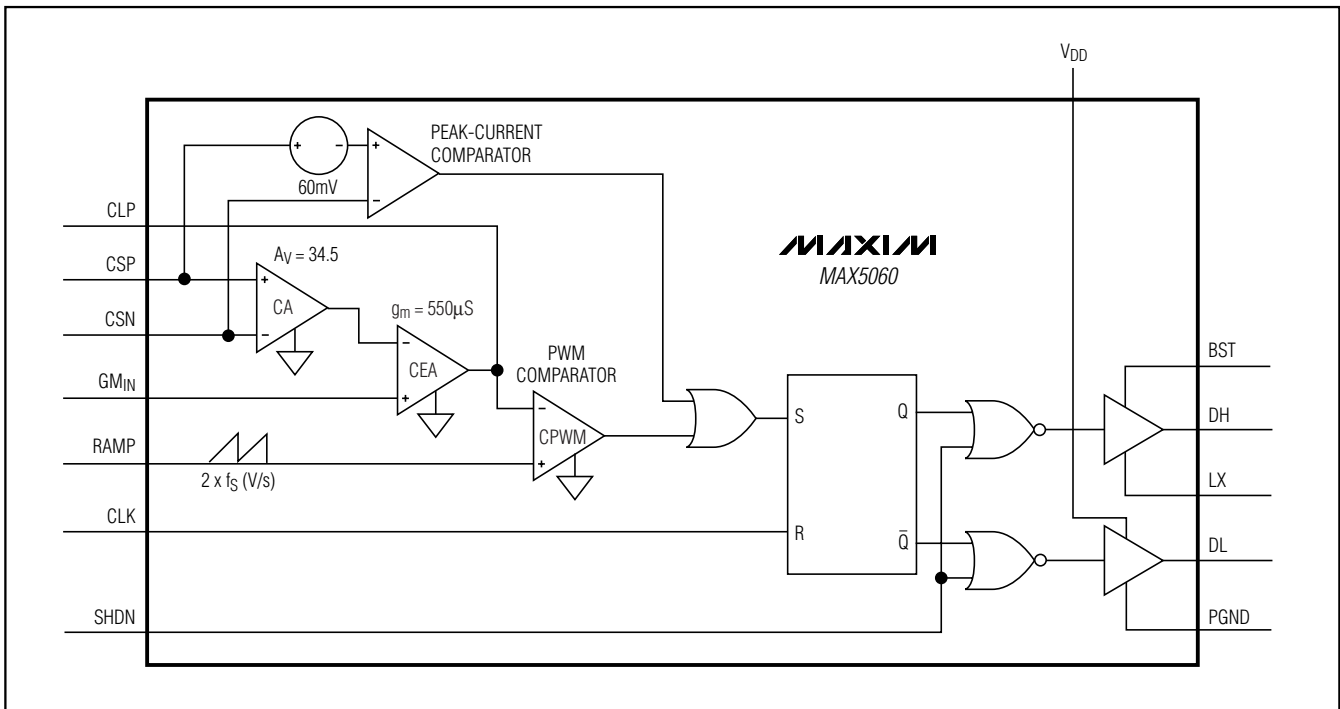 VDD
PEAK-CURRENT
COMPARATOR
+ −
60mV
+
−
CLP
CSP
CSN
GMIN
RAMP
CLK
SHDN
AV = 34.5
+
CA
−
gm = 550µS
−
CEA
+
PWM
COMPARATOR
−
CPWM
+
2 x fS (V/s)
MAXIM
MAX5060
S
Q
R
Q̄
BST
DH
LX
DL
PGND